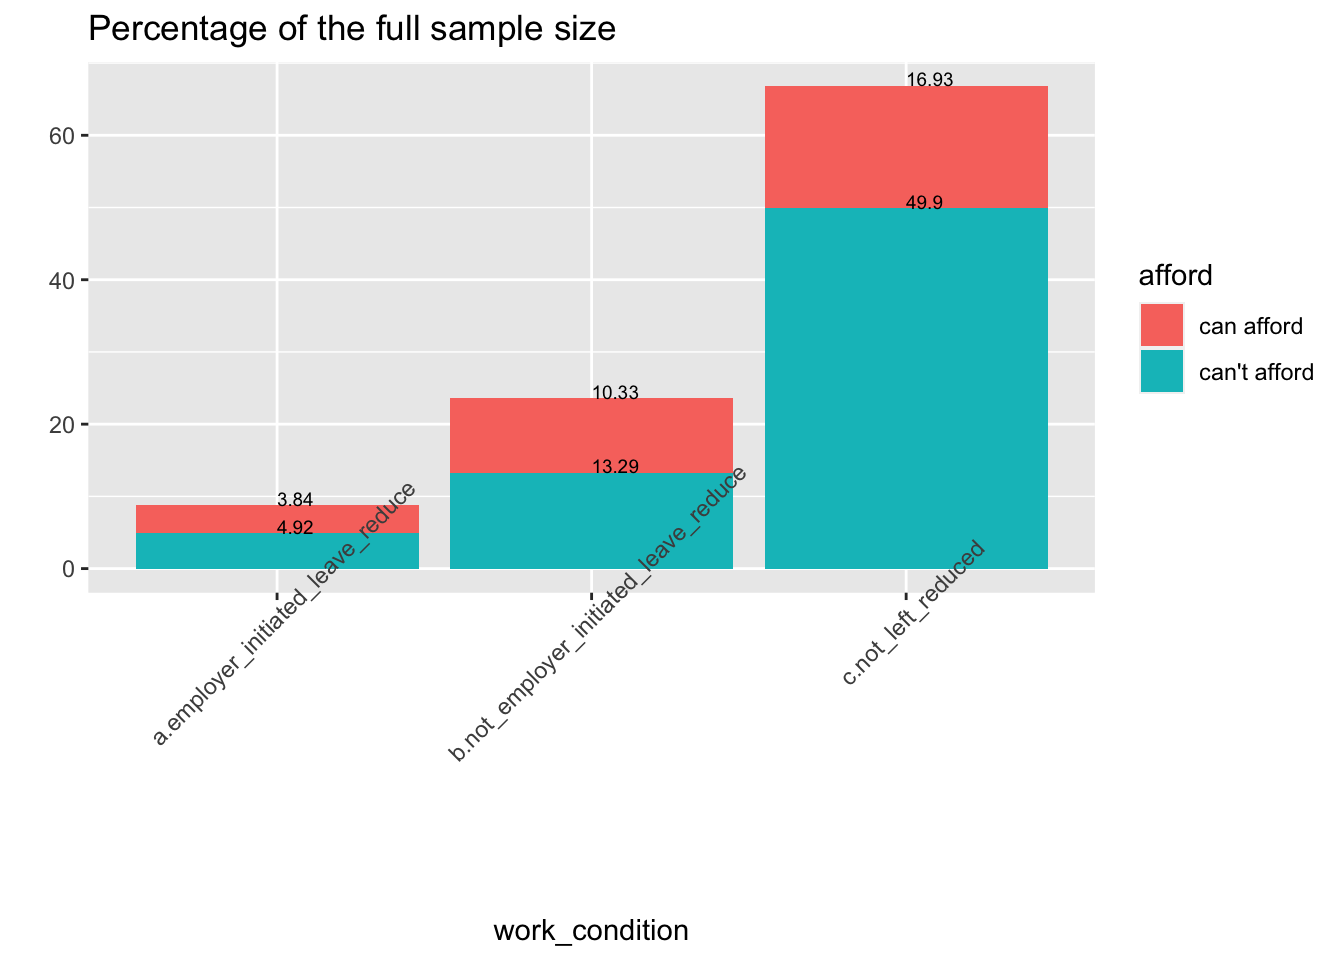 Percentage of the full sample size
60
40
20
0
16.93
49.9
10.33
13.29
3.84
4.92
a.employer_initiated_leave_reduce
b.not_employer_initiated_leave_reduce
c.not_left_reduced
work_condition
afford
can afford
can't afford